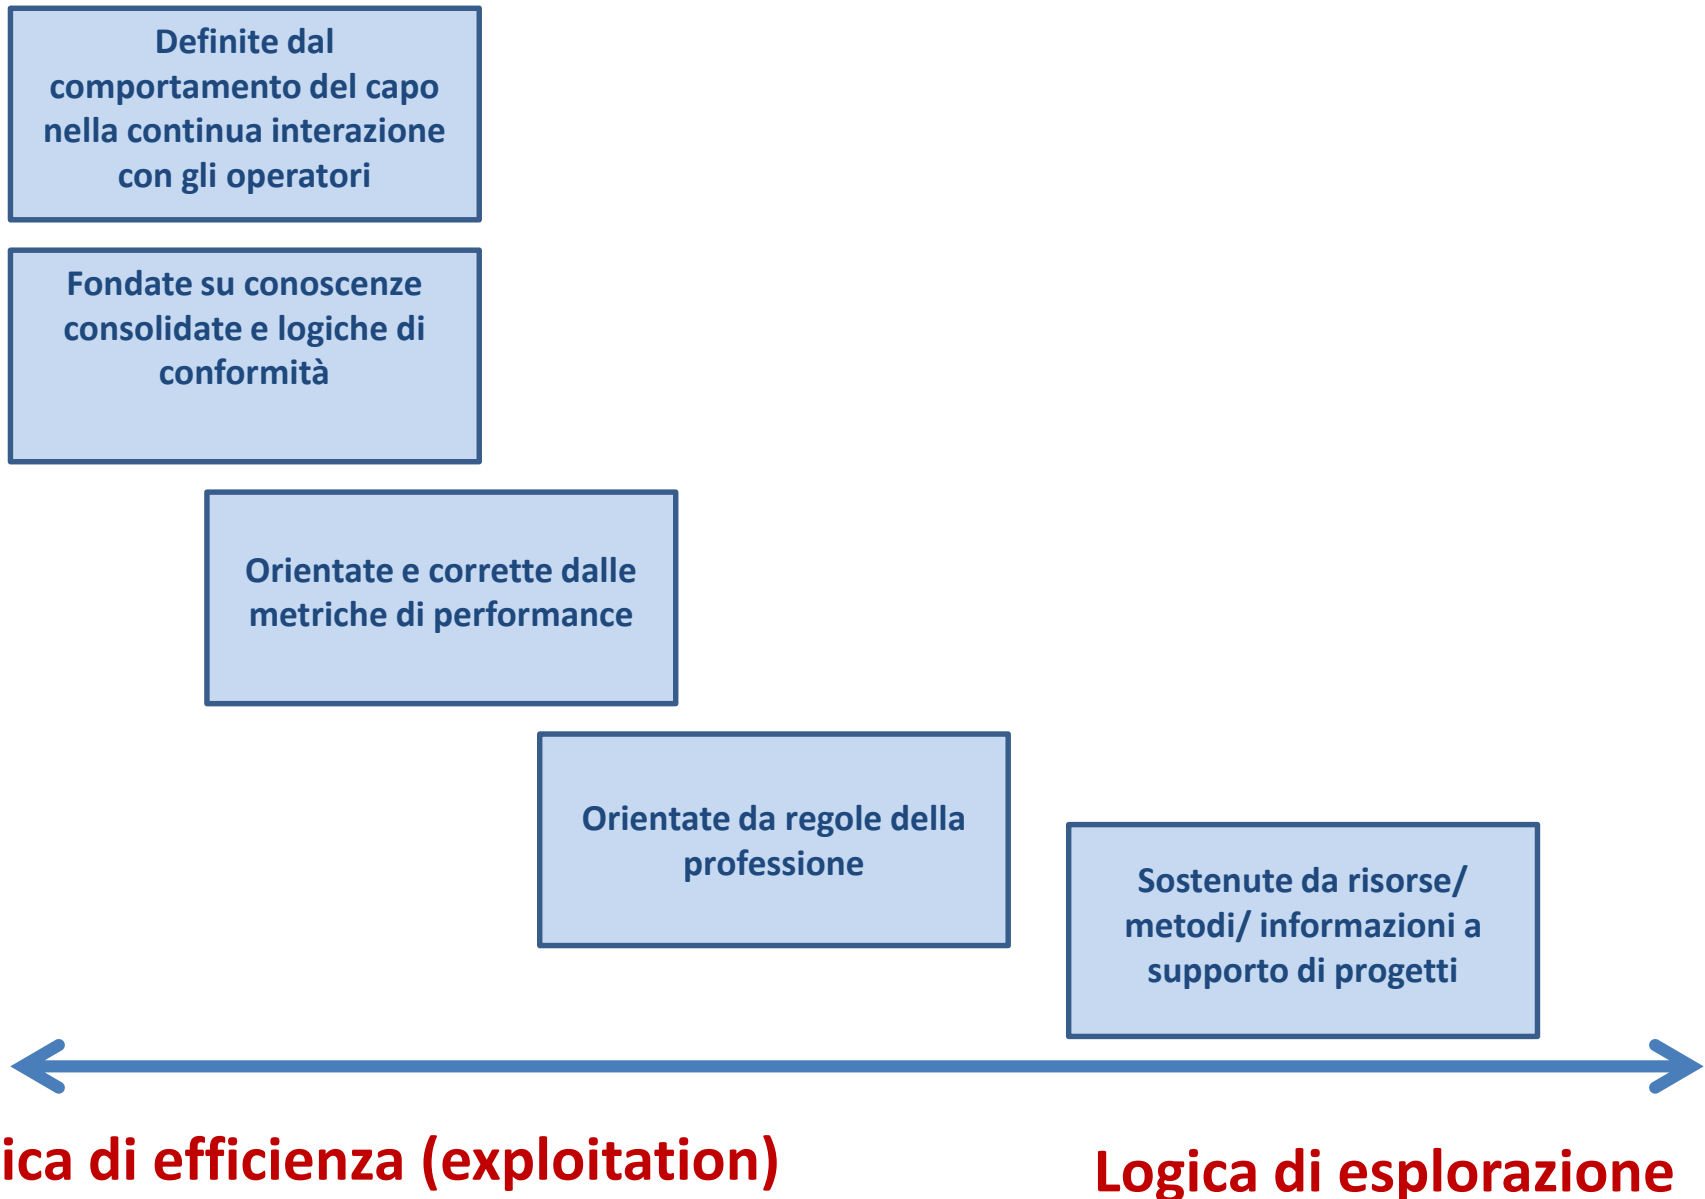 Definite dal
comportamento del capo
nella continua interazione
con gli operatori
Fondate su conoscenze
consolidate e logiche di
conformità
Orientate e corrette dalle
metriche di performance
Orientate da regole della
professione
Sostenute da risorse/
metodi/ informazioni a
supporto di progetti
ica di efficienza (exploitation)
Logica di esplorazione